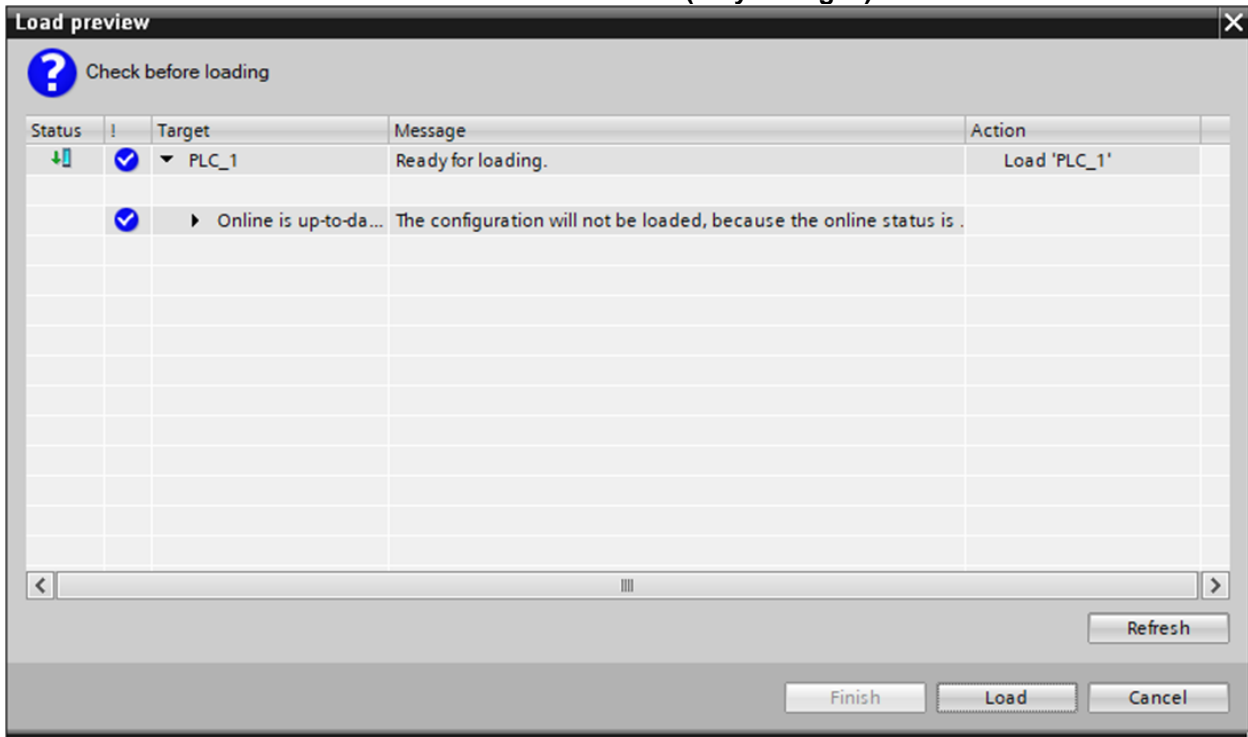 Load preview
Check before loading
Status ! Target Message Action
PLC_1 Ready for loading. Load 'PLC_1'
Online is up-to-da... The configuration will not be loaded, because the online status is .
Refresh
Finish Load Cancel